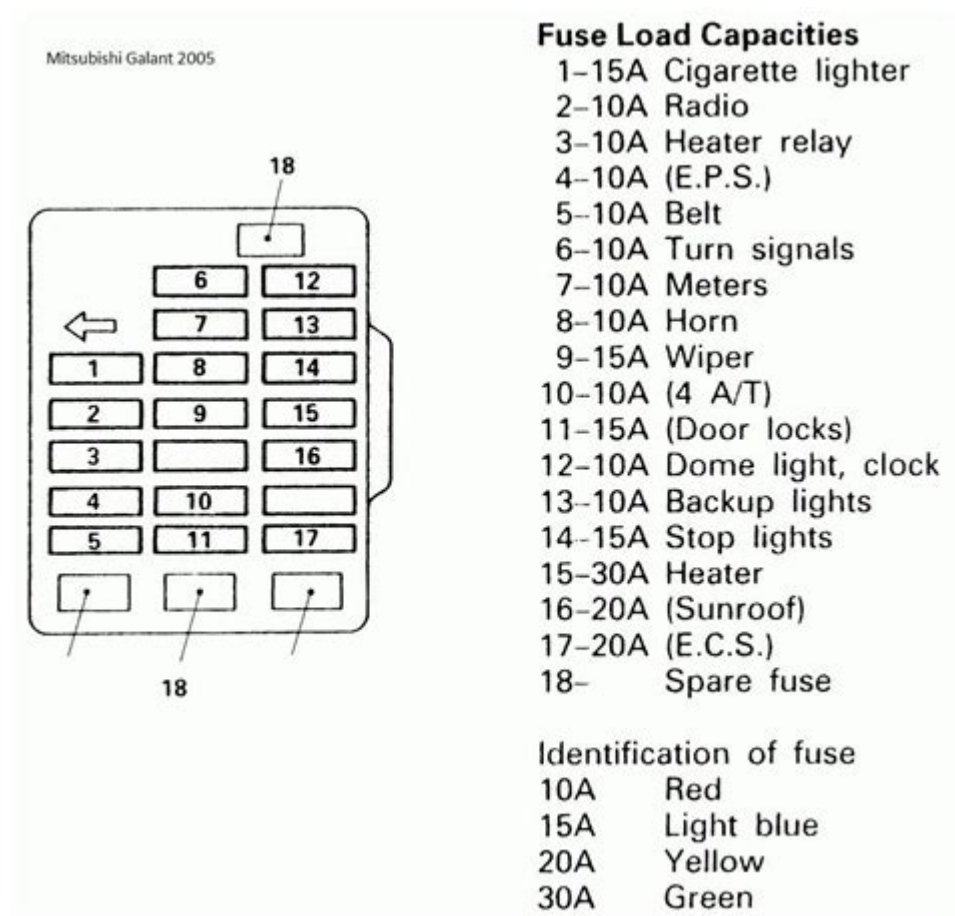 Mitsubishi Galant 2005
18
6 12
7 13
1 8 14
2 9 15
3 16
4 10
5 11 17
18
Fuse Load Capacities
1–15A Cigarette lighter
2–10A Radio
3–10A Heater relay
4–10A (E.P.S.)
5–10A Belt
6–10A Turn signals
7–10A Meters
8–10A Horn
9–15A Wiper
10–10A (4 A/T)
11–15A (Door locks)
12–10A Dome light, clock
13–10A Backup lights
14–15A Stop lights
15–30A Heater
16–20A (Sunroof)
17–20A (E.C.S.)
18– Spare fuse
Identification of fuse
10A Red
15A Light blue
20A Yellow
30A Green